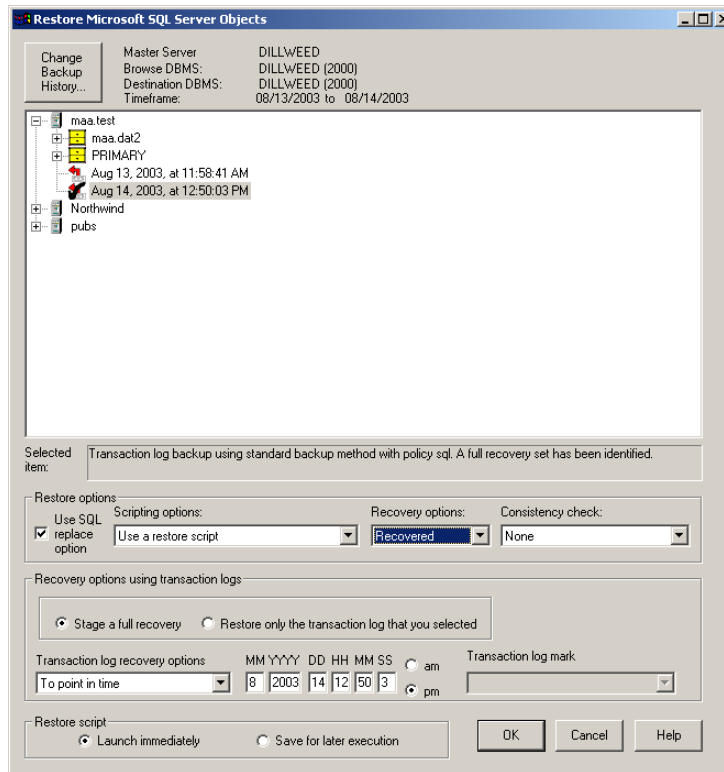 Restore Microsoft SQL Server Objects
Change
Backup
History...
Master Server DILLWEED
Browse DBMS: DILLWEED (2000)
Destination DBMS: DILLWEED (2000)
Timeframe: 08/13/2003 to 08/14/2003
maa.test
maa.dat2
PRIMARY
Aug 13, 2003, at 11:58:41 AM
Aug 14, 2003, at 12:50:03 PM
Northwind
pubs
Selected
item:
Transaction log backup using standard backup method with policy sql. A full recovery set has been identified.
Restore options
Use SQL
replace
option
Scripting options: Recovery options: Consistency check:
Use a restore script Recovered None
Recovery options using transaction logs
Stage a full recovery Restore only the transaction log that you selected
Transaction log recovery options MM YYYY DD HH MM SS am Transaction log mark
To point in time 8 2003 14 12 50 3 pm
Restore script
Launch immediately Save for later execution
OK Cancel Help